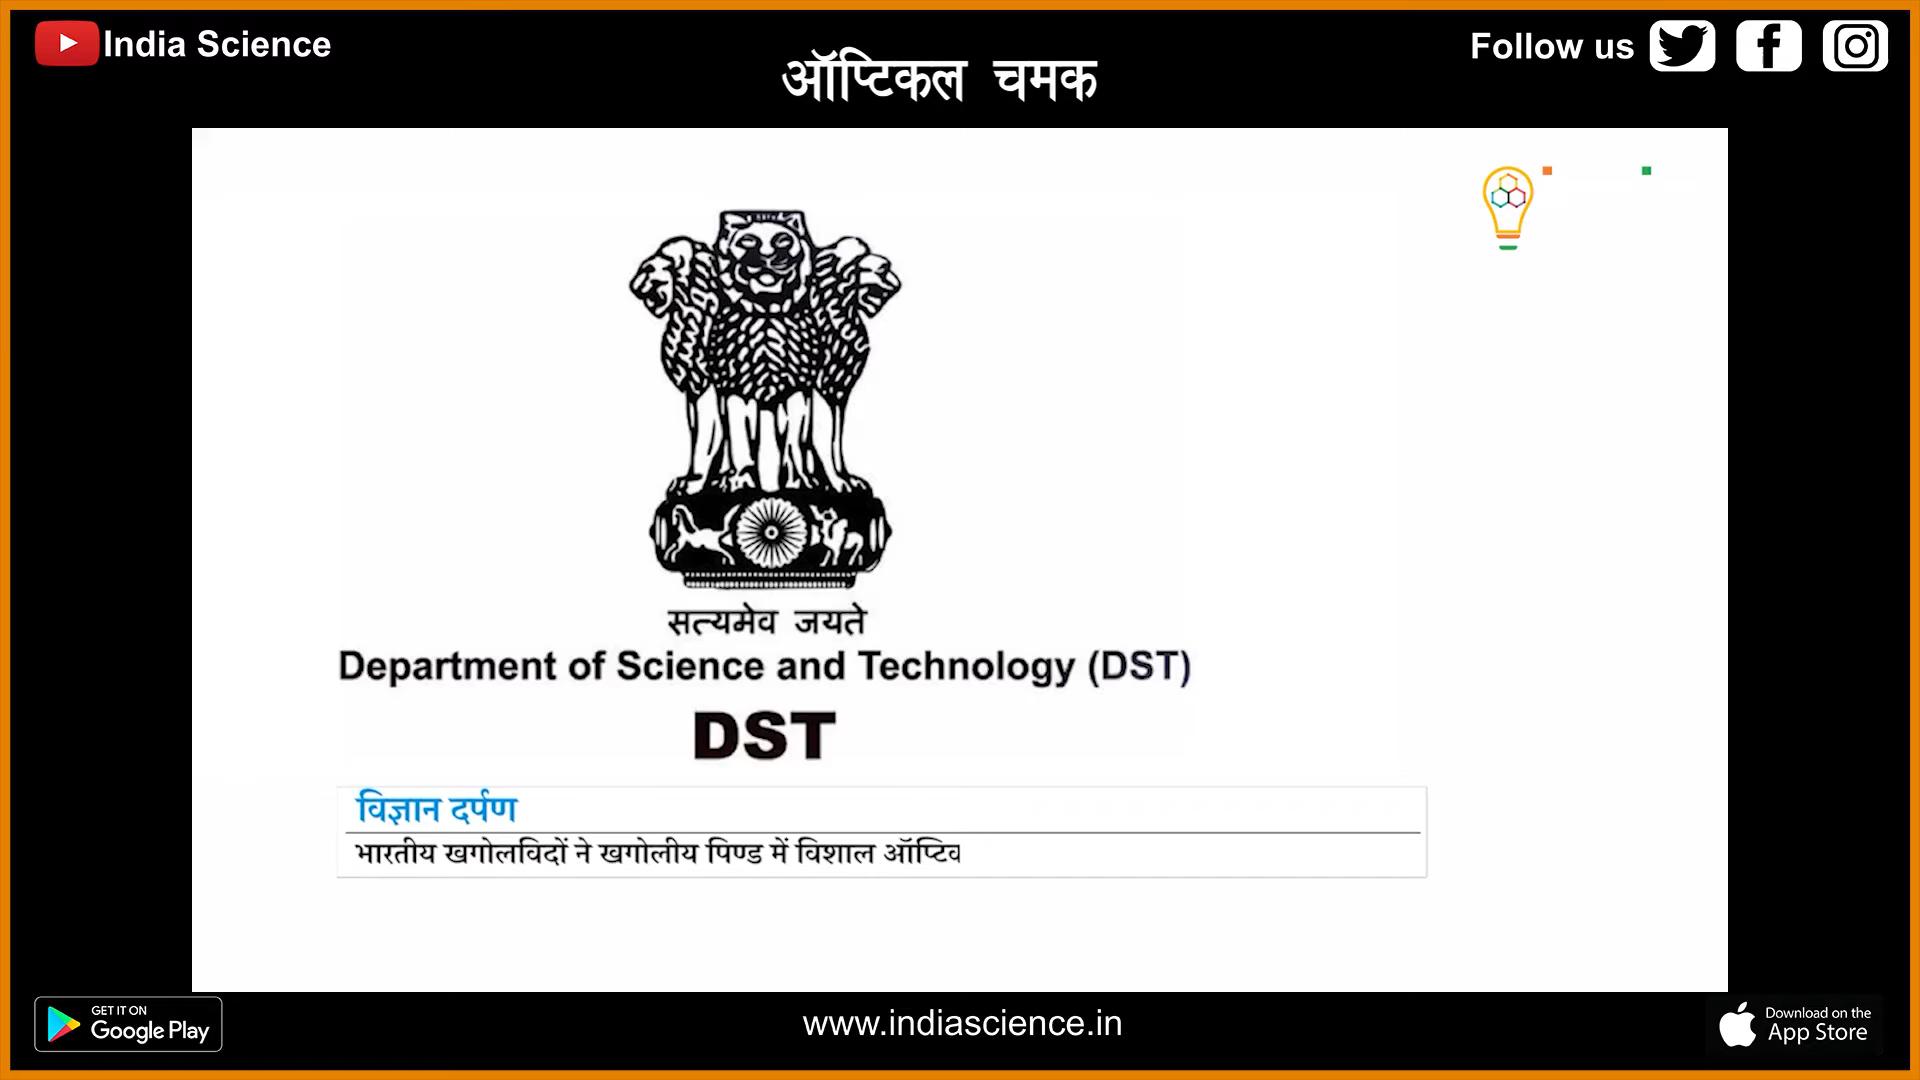 India Science
Follow us
ऑप्टिकल चमक
सत्यमेव जयते
Department of Science and Technology (DST)
DST
विज्ञान दर्पण
भारतीय खगोलविदों ने खगोलीय पिण्ड में विशाल
GET IT ON
Google Play
www.indiascience.in
Download on the
App Store